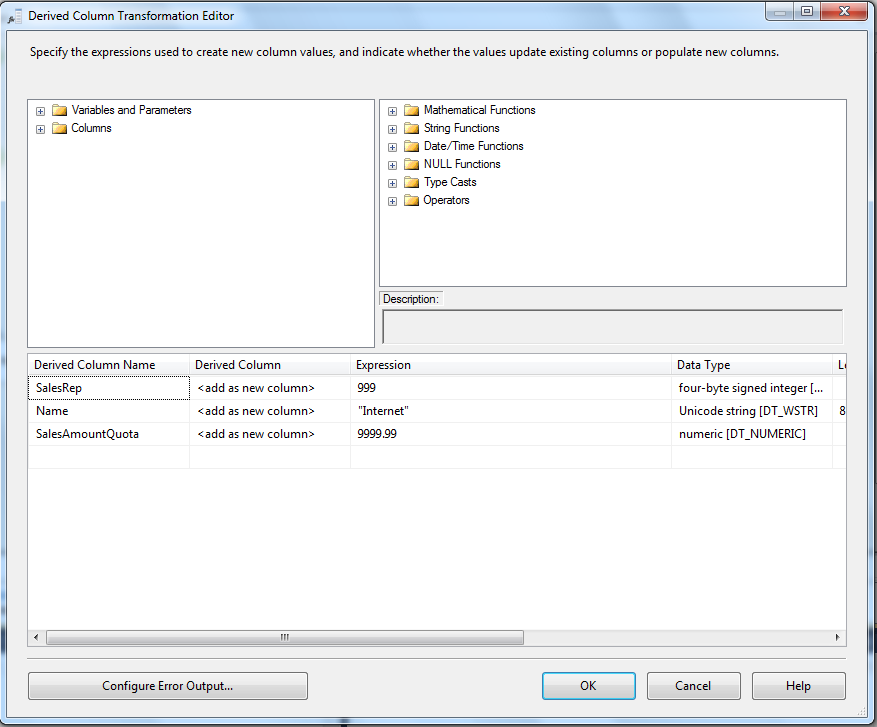 Derived Column Transformation Editor
Specify the expressions used to create new column values, and indicate whether the values update existing columns or populate new columns.
Variables and Parameters
Columns
Mathematical Functions
String Functions
Date/Time Functions
NULL Functions
Type Casts
Operators
Description:
Derived Column Name Derived Column Expression Data Type Le
SalesRep <add as new column> 999 four-byte signed integer [...
Name <add as new column> "Internet" Unicode string [DT_WSTR] 8
SalesAmountQuota <add as new column> 9999.99 numeric [DT_NUMERIC]
Configure Error Output... OK Cancel Help